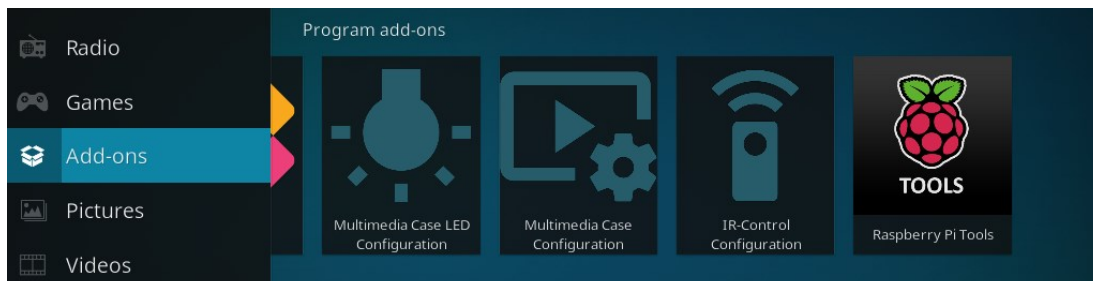 Radio
Games
Add-ons
Pictures
Videos
Program add-ons
Multimedia Case LED
Configuration
Multimedia Case
Configuration
IR-Control
Configuration
TOOLS
Raspberry Pi Tools